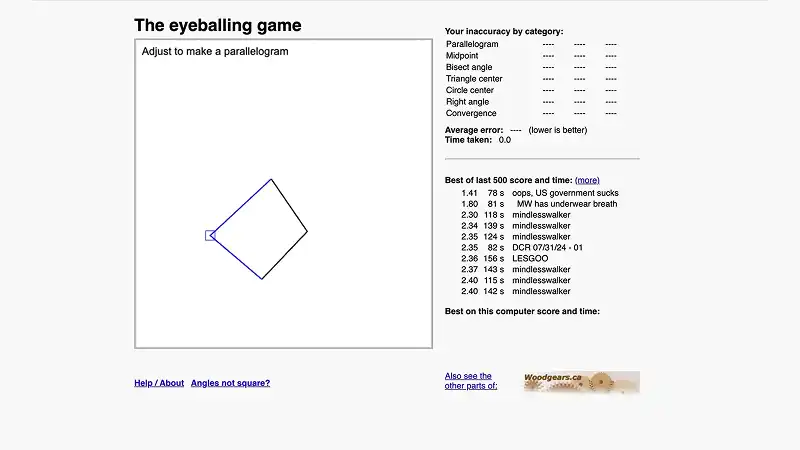 The eyeballing game
Adjust to make a parallelogram
Your inaccuracy by category:
Parallelogram ---- ---- ----
Midpoint ---- ---- ----
Bisect angle ---- ---- ----
Triangle center ---- ---- ----
Circle center ---- ---- ----
Right angle ---- ---- ----
Convergence ---- ---- ----
Average error: ---- (lower is better)
Time taken: 0.0
Best of last 500 score and time: (more)
1.41 78 s oops, US government sucks
1.80 81 s MW has underwear breath
2.30 118 s mindlesswalker
2.34 139 s mindlesswalker
2.35 124 s mindlesswalker
2.35 82 s DCR 07/31/24 - 01
2.36 156 s LESGOO
2.37 143 s mindlesswalker
2.40 115 s mindlesswalker
2.40 142 s mindlesswalker
Best on this computer score and time:
Help / About Angles not square?
Also see the
other parts of:
Woodgears.ca